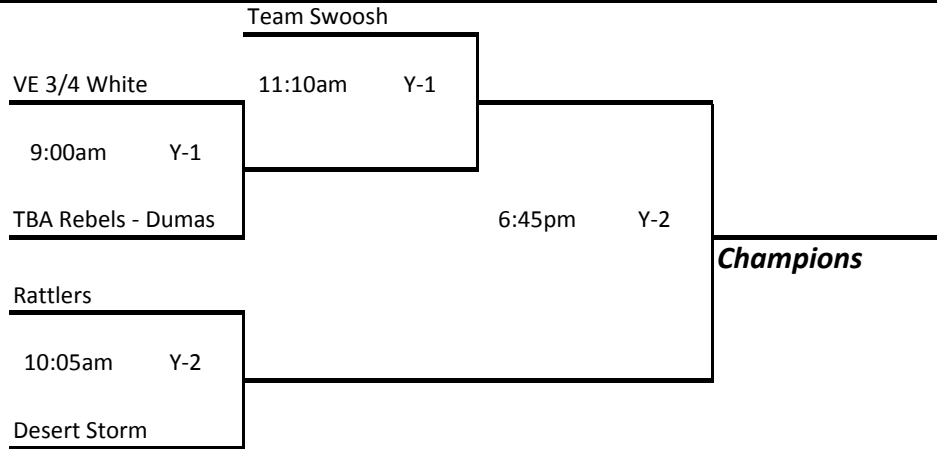 Team Swoosh
VE 3/4 White
11:10am Y-1
9:00am Y-1
TBA Rebels - Dumas
6:45pm Y-2
Champions
Rattlers
10:05am Y-2
Desert Storm